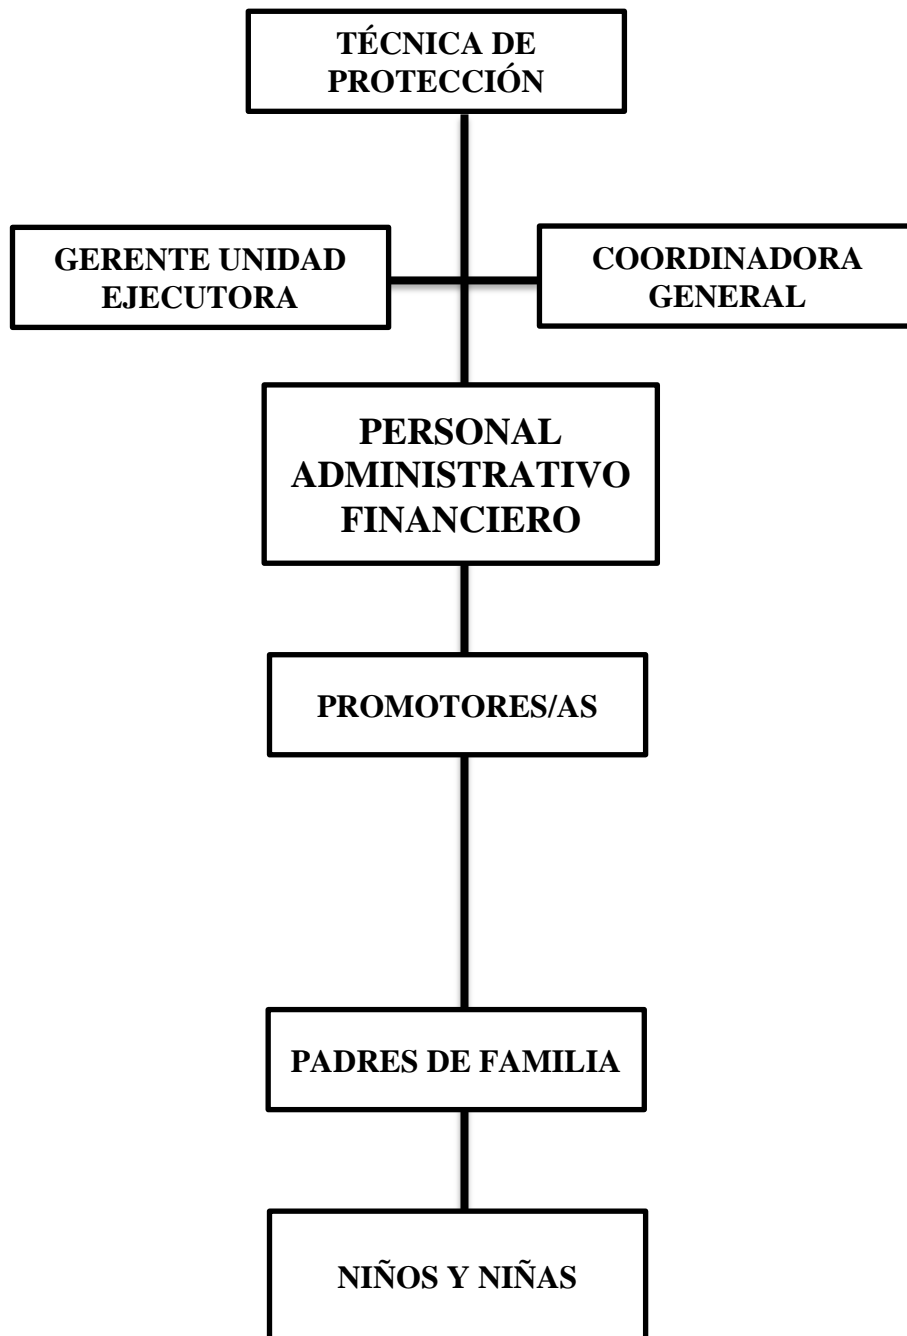 TÉCNICA DE
PROTECCIÓN
GERENTE UNIDAD
EJECUTORA
COORDINADORA
GENERAL
PERSONAL
ADMINISTRATIVO
FINANCIERO
PROMOTORES/AS
PADRES DE FAMILIA
NIÑOS Y NIÑAS